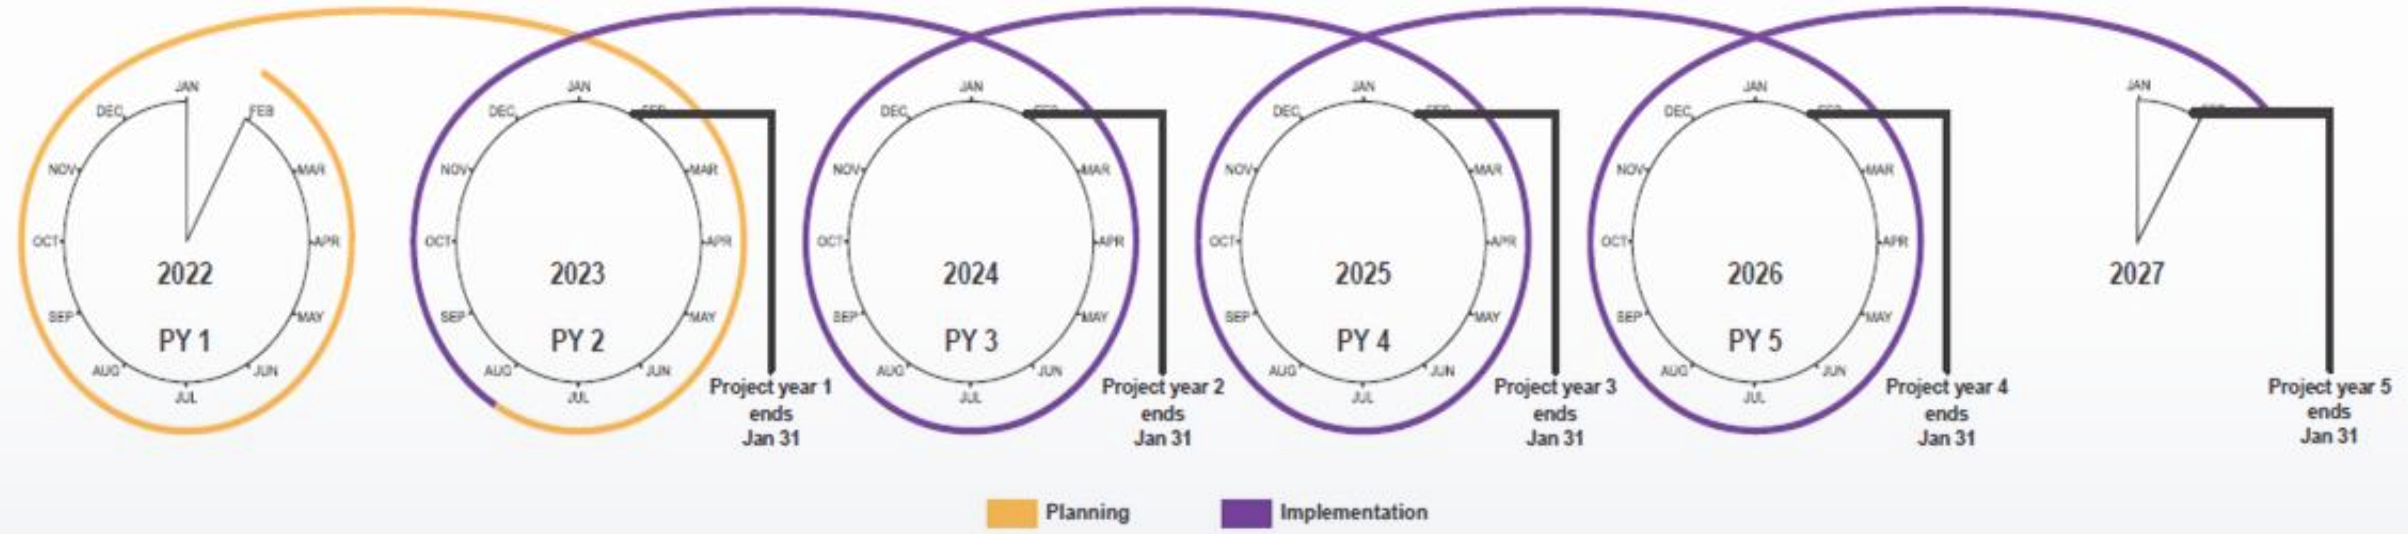 JAN
FEB
MAR
APR
MAY
JUN
JUL
AUG
SEP
OCT
NOV
DEC
2022
PY 1
JAN
FEB
MAR
APR
MAY
JUN
JUL
AUG
SEP
OCT
NOV
DEC
2023
PY 2
Project year 1
ends
Jan 31
JAN
FEB
MAR
APR
MAY
JUN
JUL
AUG
SEP
OCT
NOV
DEC
2024
PY 3
Project year 2
ends
Jan 31
JAN
FEB
MAR
APR
MAY
JUN
JUL
AUG
SEP
OCT
NOV
DEC
2025
PY 4
Project year 3
ends
Jan 31
JAN
FEB
MAR
APR
MAY
JUN
JUL
AUG
SEP
OCT
NOV
DEC
2026
PY 5
Project year 4
ends
Jan 31
JAN
2027
Project year 5
ends
Jan 31
Planning
Implementation